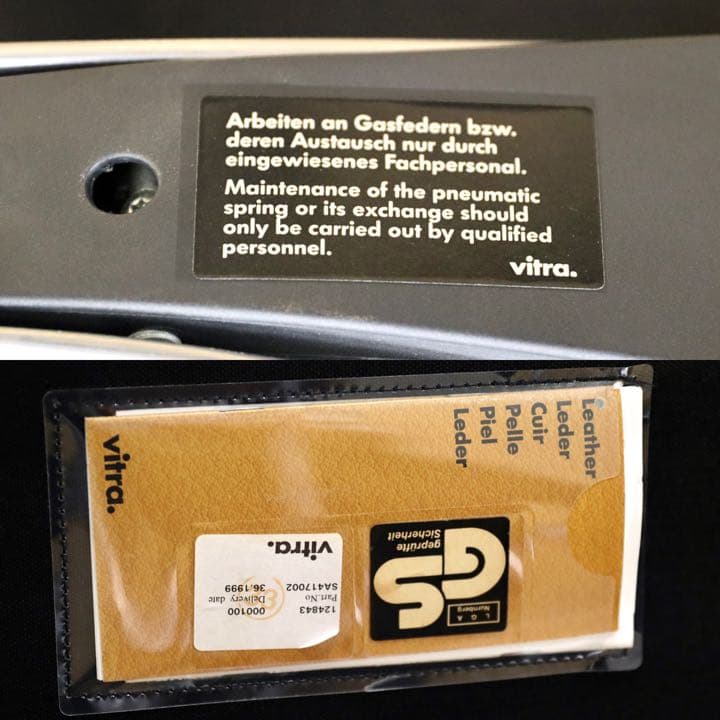 Arbeiten an Gasfedern bzw.
deren Austausch nur durch
eingewiesenes Fachpersonal.
Maintenance of the pneumatic
spring or its exchange should
only be carried out by qualified
personnel.
vitra.
Leather
Leder
Cuir
Pelle
Piel
Leder
vitra.
vitra.
124843
000100
Part.No
Delivery date
SA417002
36.1999
L G A
Nürnberg
GS
geprüfte
Sicherheit